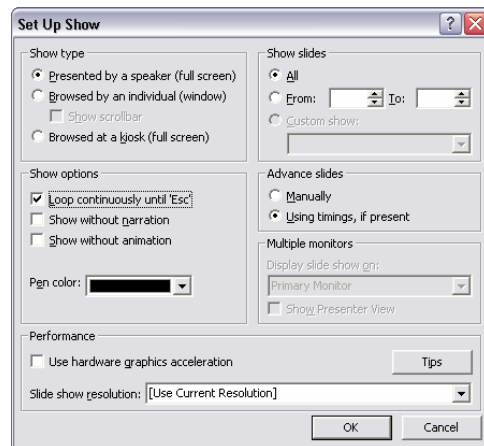 Set Up Show
Show type
Presented by a speaker (full screen)
Browsed by an individual (window)
Show scrollbar
Browsed at a kiosk (full screen)
Show slides
All
From: To:
Custom show:
Show options
Loop continuously until 'Esc'
Show without narration
Show without animation
Pen color:
Advance slides
Manually
Using timings, if present
Multiple monitors
Display slide show on:
Primary Monitor
Show Presenter View
Performance
Use hardware graphics acceleration
Tips
Slide show resolution: [Use Current Resolution]
OK Cancel